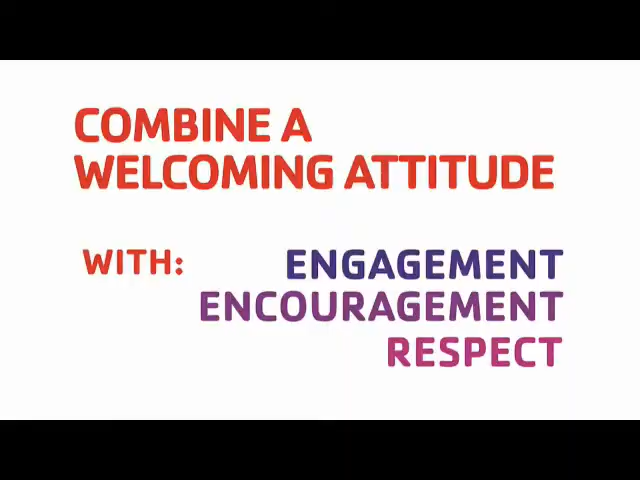 COMBINE A
WELCOMING ATTITUDE
WITH: ENGAGEMENT
ENCOURAGEMENT
RESPECT